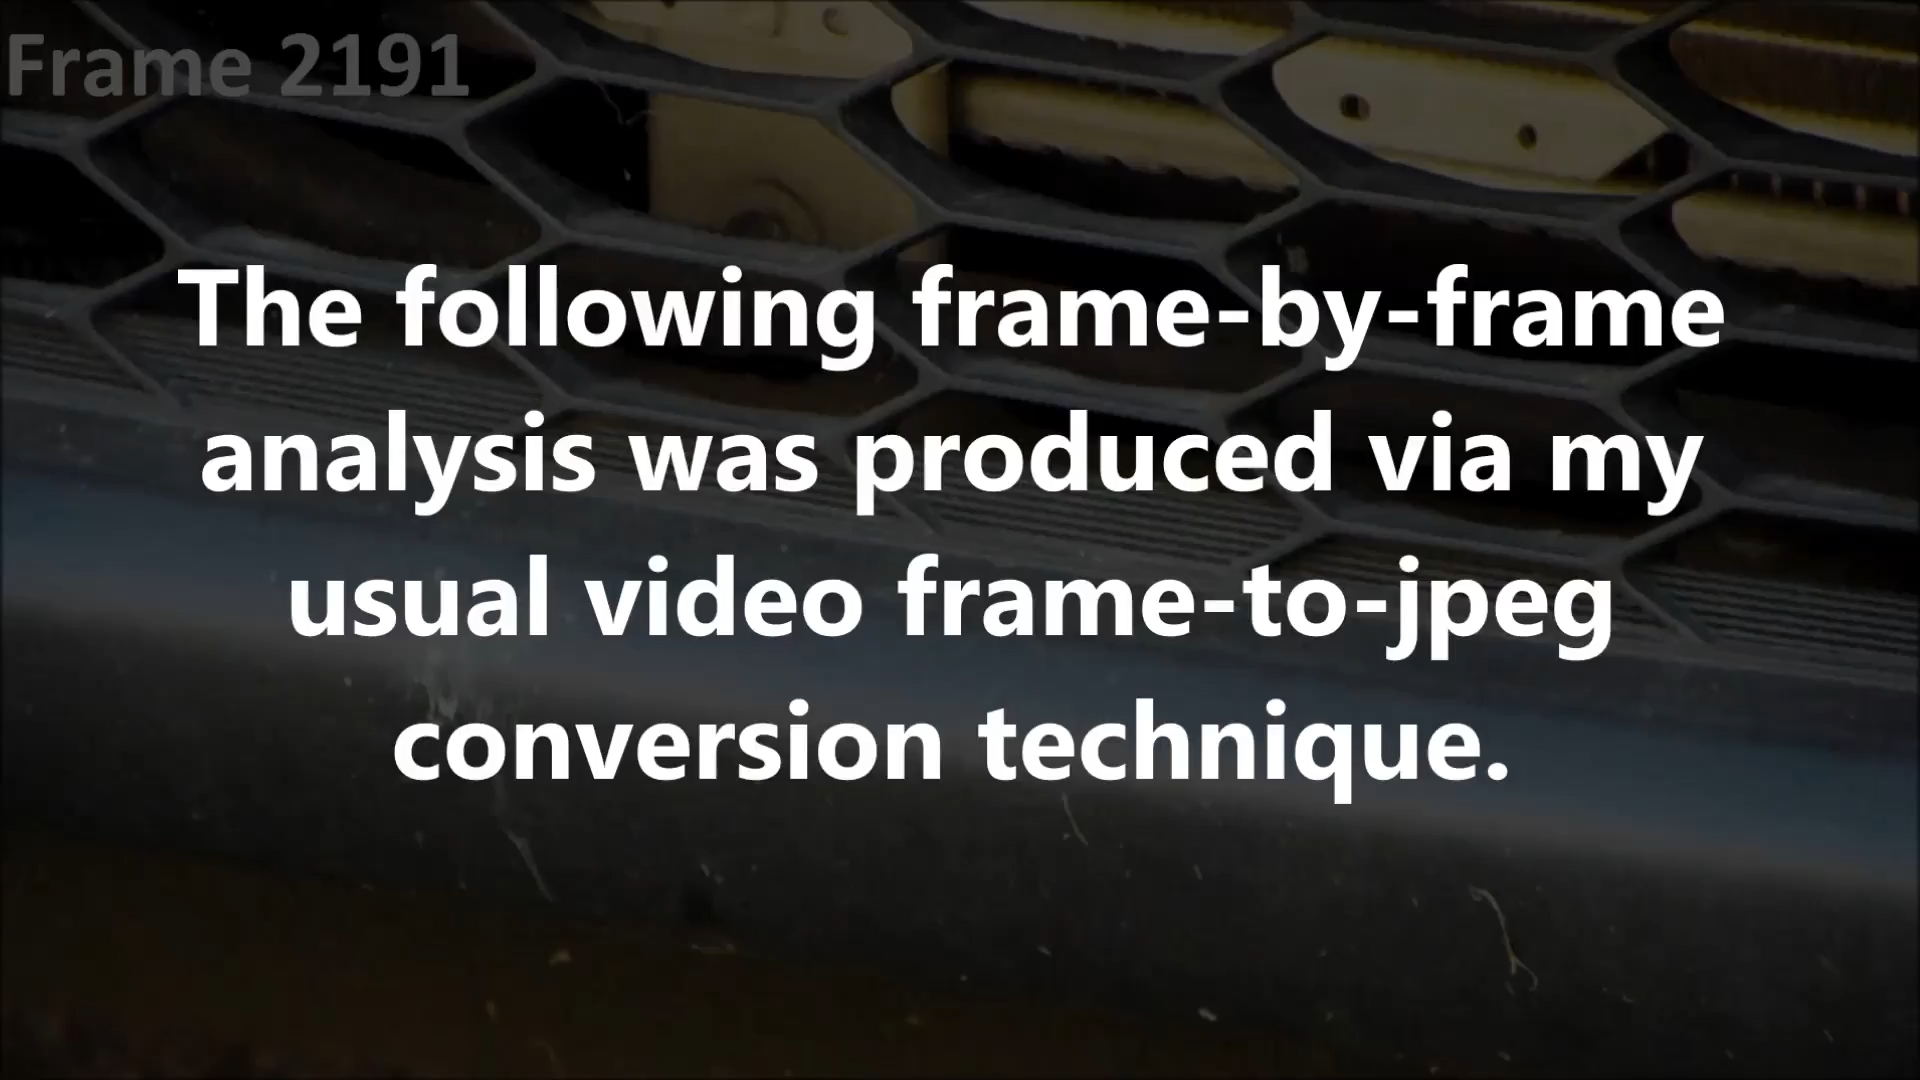 Frame 2191
The following frame-by-frame
analysis was produced via my
usual video frame-to-jpeg
conversion technique.